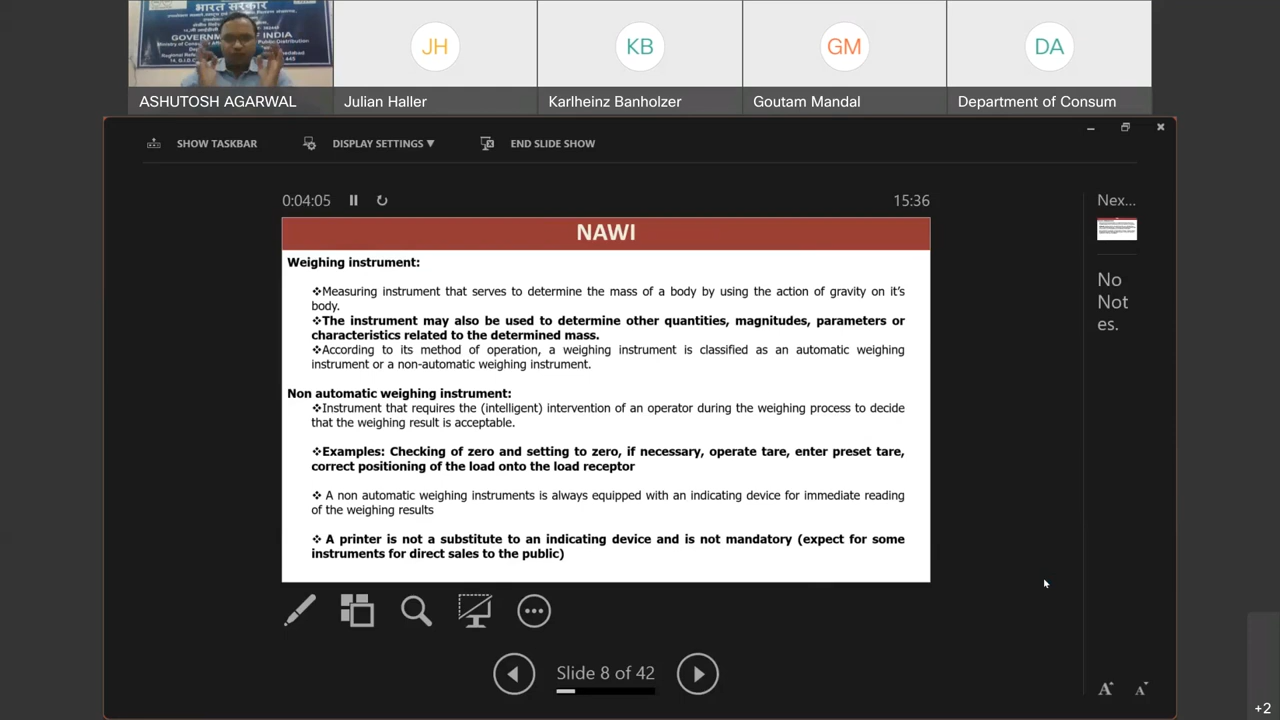 भारत सरकार
GOVERNMENT OF INDIA
JH
KB
GM
DA
ASHUTOSH AGARWAL
Julian Haller
Karlheinz Banholzer
Goutam Mandal
Department of Consum
SHOW TASKBAR
DISPLAY SETTINGS ▼
END SLIDE SHOW
0:04:05
15:36
Nex...
NAWI
Weighing instrument:
❖Measuring instrument that serves to determine the mass of a body by using the action of gravity on it's
body.
❖The instrument may also be used to determine other quantities, magnitudes, parameters or
characteristics related to the determined mass.
❖According to its method of operation, a weighing instrument is classified as an automatic weighing
instrument or a non-automatic weighing instrument.
Non automatic weighing instrument:
❖Instrument that requires the (intelligent) intervention of an operator during the weighing process to decide
that the weighing result is acceptable.
❖Examples: Checking of zero and setting to zero, if necessary, operate tare, enter preset tare,
correct positioning of the load onto the load receptor
❖ A non automatic weighing instruments is always equipped with an indicating device for immediate reading
of the weighing results
❖ A printer is not a substitute to an indicating device and is not mandatory (expect for some
instruments for direct sales to the public)
No
Not
es.
Slide 8 of 42
A A
+2